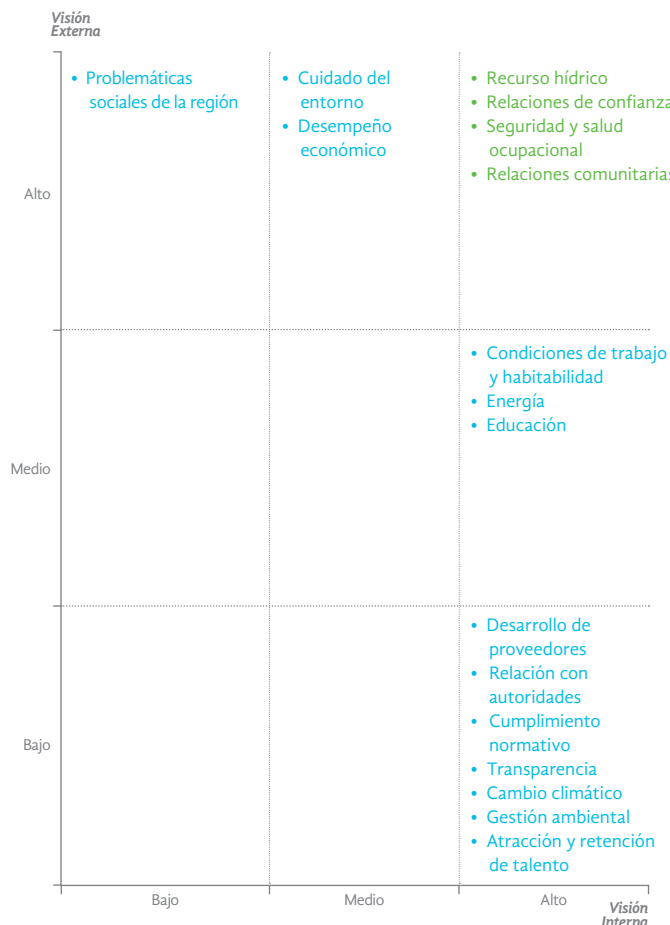 Visión
Externa
• Problemáticas
sociales de la región
• Cuidado del
entorno
• Desempeño
económico
• Recurso hídrico
• Relaciones de confianza
• Seguridad y salud
ocupacional
• Relaciones comunitarias
Alto
• Condiciones de trabajo
y habitabilidad
• Energía
• Educación
Medio
• Desarrollo de
proveedores
• Relación con
autoridades
• Cumplimiento
normativo
• Transparencia
• Cambio climático
• Gestión ambiental
• Atracción y retención
de talento
Bajo
Bajo
Medio
Alto
Visión
Interna